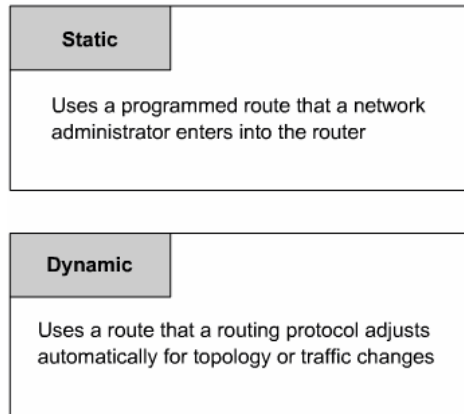 Static
Uses a programmed route that a network
administrator enters into the router
Dynamic
Uses a route that a routing protocol adjusts
automatically for topology or traffic changes